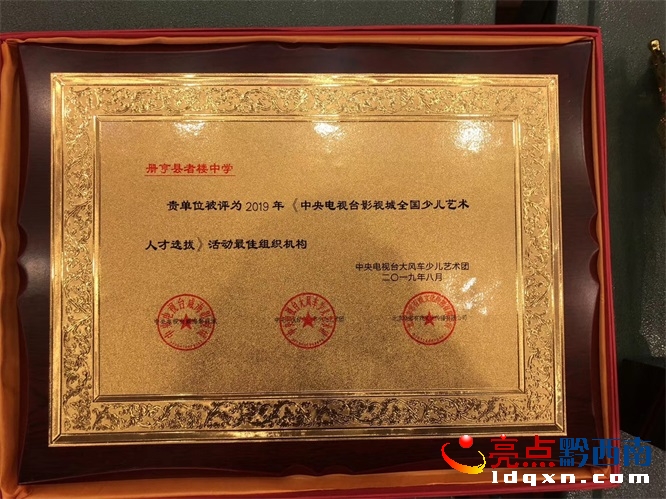 册亨县者楼中学
贵单位被评为2019年《中央电视台影视城全国少儿艺术
人才选拔》活动最佳组织机构
中央电视台大风车少儿艺术团
二〇一九年八月
亮点黔西南
ldqxn.com